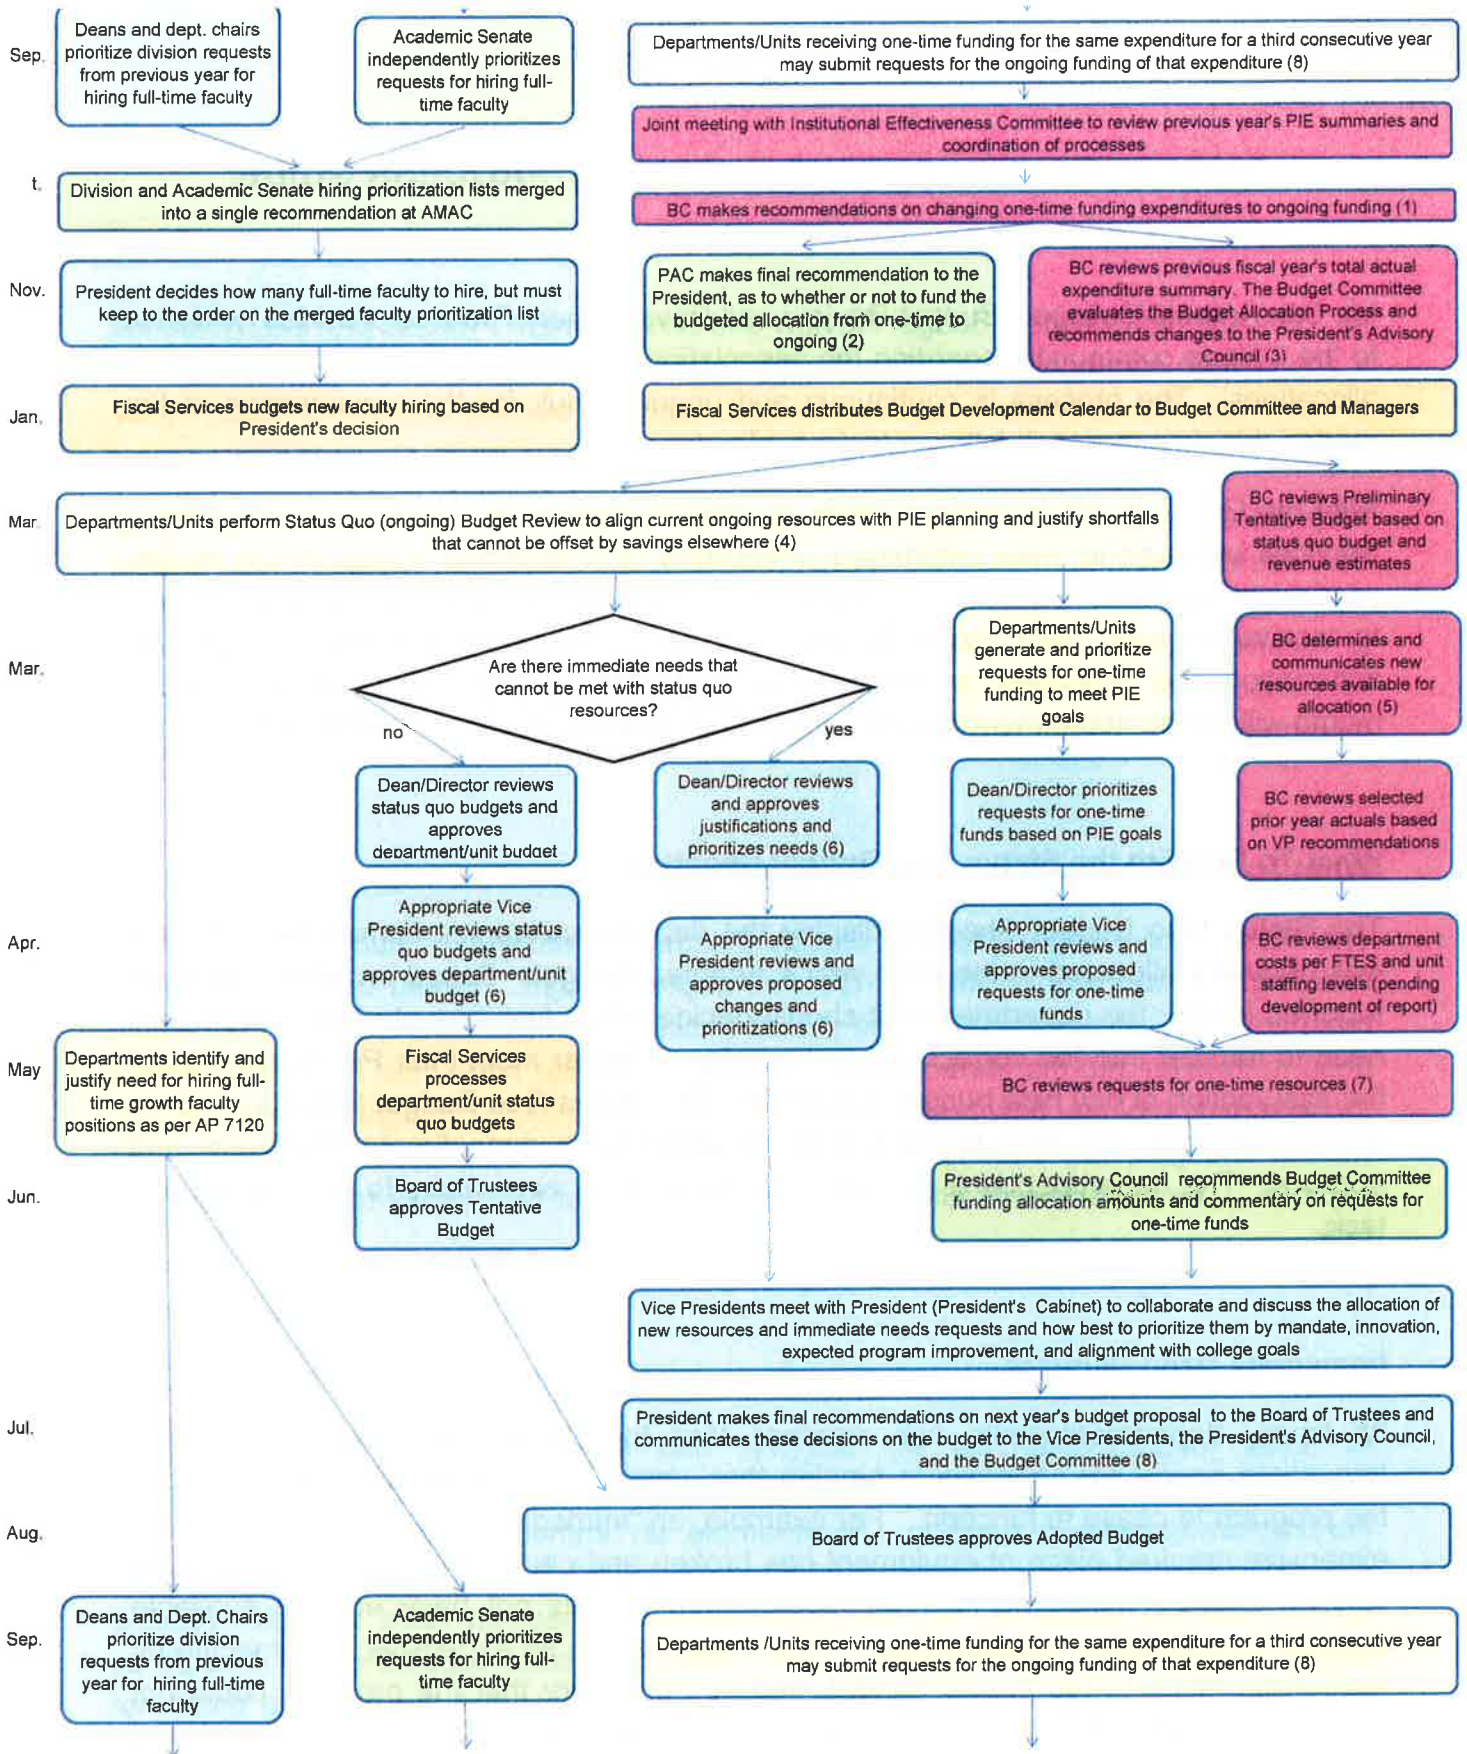 Sep.
Deans and dept. chairs
prioritize division requests
from previous year for
hiring full-time faculty
Academic Senate
independently prioritizes
requests for hiring full-
time faculty
Departments/Units receiving one-time funding for the same expenditure for a third consecutive year
may submit requests for the ongoing funding of that expenditure (8)
Joint meeting with Institutional Effectiveness Committee to review previous year's PIE summaries and
coordination of processes
t.
Division and Academic Senate hiring prioritization lists merged
into a single recommendation at AMAC
BC makes recommendations on changing one-time funding expenditures to ongoing funding (1)
Nov.
President decides how many full-time faculty to hire, but must
keep to the order on the merged faculty prioritization list
PAC makes final recommendation to the
President, as to whether or not to fund the
budgeted allocation from one-time to
ongoing (2)
BC reviews previous fiscal year's total actual
expenditure summary. The Budget Committee
evaluates the Budget Allocation Process and
recommends changes to the President's Advisory
Council (3)
Jan.
Fiscal Services budgets new faculty hiring based on
President's decision
Fiscal Services distributes Budget Development Calendar to Budget Committee and Managers
Mar.
Departments/Units perform Status Quo (ongoing) Budget Review to align current ongoing resources with PIE planning and justify shortfalls
that cannot be offset by savings elsewhere (4)
BC reviews Preliminary
Tentative Budget based on
status quo budget and
revenue estimates
Mar.
Are there immediate needs that
cannot be met with status quo
resources?
no
yes
Departments/Units
generate and prioritize
requests for one-time
funding to meet PIE
goals
BC determines and
communicates new
resources available for
allocation (5)
Dean/Director reviews
status quo budgets and
approves
department/unit budget
Dean/Director reviews
and approves
justifications and
prioritizes needs (6)
Dean/Director prioritizes
requests for one-time
funds based on PIE goals
BC reviews selected
prior year actuals based
on VP recommendations
Apr.
Appropriate Vice
President reviews status
quo budgets and
approves department/unit
budget (6)
Appropriate Vice
President reviews and
approves proposed
changes and
prioritizations (6)
Appropriate Vice
President reviews and
approves proposed
requests for one-time
funds
BC reviews department
costs per FTES and unit
staffing levels (pending
development of report)
May
Departments identify and
justify need for hiring full-
time growth faculty
positions as per AP 7120
Fiscal Services
processes
department/unit status
quo budgets
BC reviews requests for one-time resources (7)
Jun.
Board of Trustees
approves Tentative
Budget
President's Advisory Council recommends Budget Committee
funding allocation amounts and commentary on requests for
one-time funds
Vice Presidents meet with President (President's Cabinet) to collaborate and discuss the allocation of
new resources and immediate needs requests and how best to prioritize them by mandate, innovation,
expected program improvement, and alignment with college goals
Jul.
President makes final recommendations on next year's budget proposal to the Board of Trustees and
communicates these decisions on the budget to the Vice Presidents, the President's Advisory Council,
and the Budget Committee (8)
Aug.
Board of Trustees approves Adopted Budget
Sep.
Deans and Dept. Chairs
prioritize division
requests from previous
year for hiring full-time
faculty
Academic Senate
independently prioritizes
requests for hiring full-
time faculty
Departments /Units receiving one-time funding for the same expenditure for a third consecutive year
may submit requests for the ongoing funding of that expenditure (8)